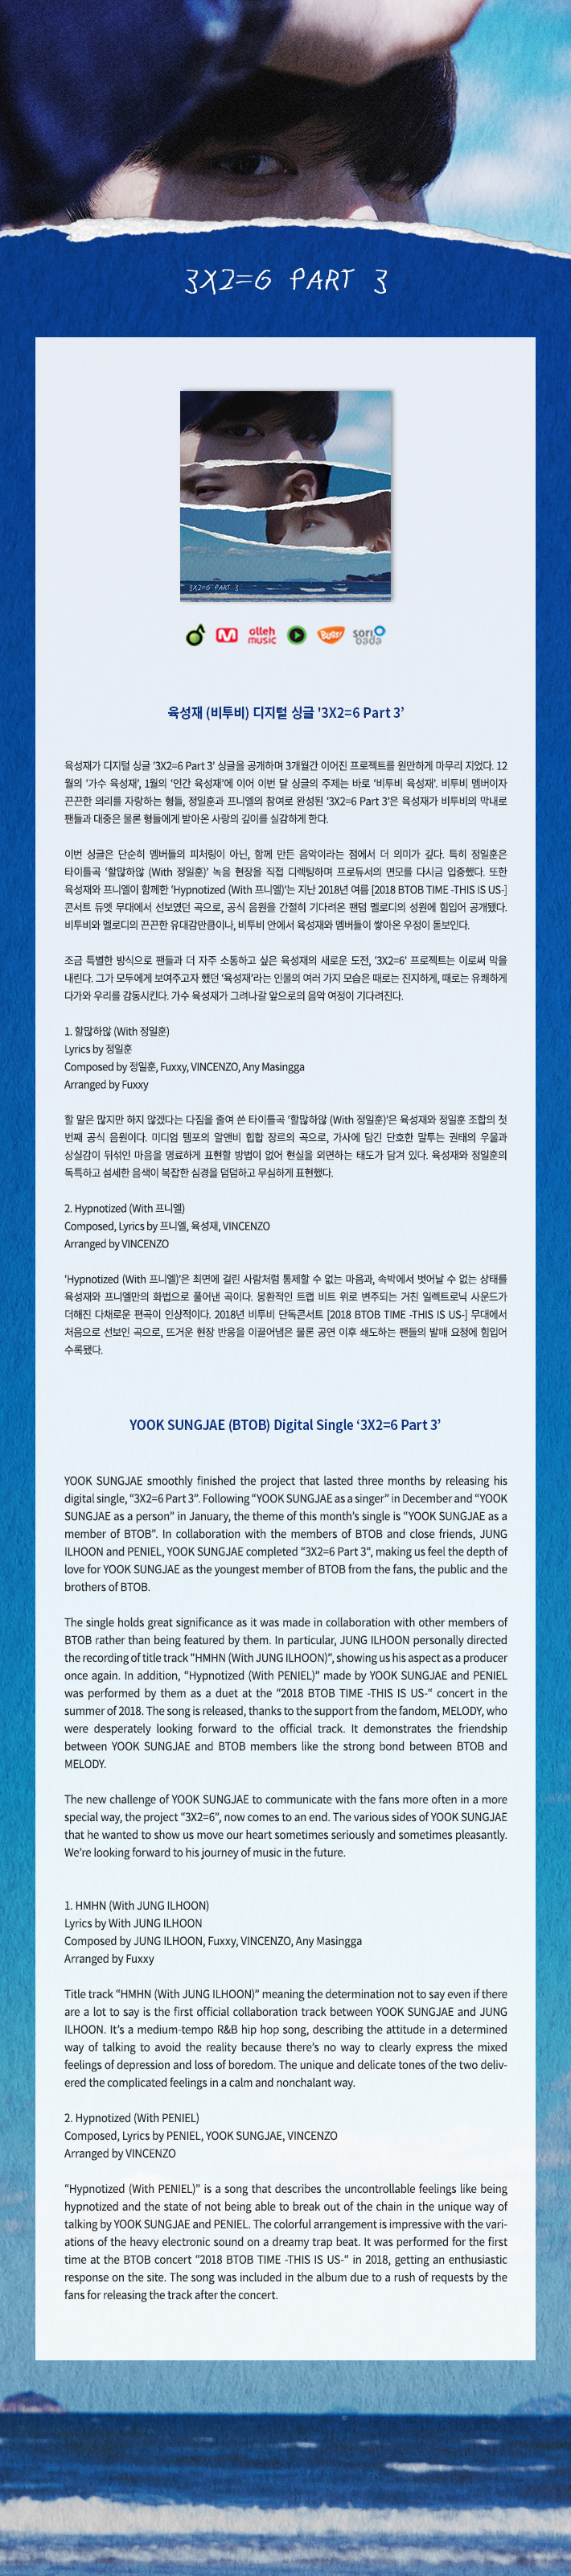 3X2=6 PART 3
3X2=6 PART 3
M
olleh
music
BUGS!
sori
bada
육성재 (비투비) 디지털 싱글 '3X2=6 Part 3’
육성재가 디지털 싱글 ‘3X2=6 Part 3’ 싱글을 공개하며 3개월간 이어진 프로젝트를 원만하게 마무리 지었다. 12
월의 ‘가수 육성재’, 1월의 ‘인간 육성재’에 이어 이번 달 싱글의 주제는 바로 ‘비투비 육성재’. 비투비 멤버이자
끈끈한 의리를 자랑하는 형들, 정일훈과 프니엘의 참여로 완성된 ‘3X2=6 Part 3’은 육성재가 비투비의 막내로
팬들과 대중은 물론 형들에게 받아온 사랑의 깊이를 실감하게 한다.
이번 싱글은 단순히 멤버들의 피처링이 아닌, 함께 만든 음악이라는 점에서 더 의미가 깊다. 특히 정일훈은
타이틀곡 ‘할많하않 (With 정일훈)’ 녹음 현장을 직접 디렉팅하며 프로듀서의 면모를 다시금 입증했다. 또한
육성재와 프니엘이 함께한 ‘Hypnotized (With 프니엘)’는 지난 2018년 여름 [2018 BTOB TIME -THIS IS US-]
콘서트 듀엣 무대에서 선보였던 곡으로, 공식 음원을 간절히 기다려온 팬덤 멜로디의 성원에 힘입어 공개됐다.
비투비와 멜로디의 끈끈한 유대감만큼이나, 비투비 안에서 육성재와 멤버들이 쌓아온 우정이 돋보인다.
조금 특별한 방식으로 팬들과 더 자주 소통하고 싶은 육성재의 새로운 도전, ‘3X2=6’ 프로젝트는 이로써 막을
내린다. 그가 모두에게 보여주고자 했던 ‘육성재’라는 인물의 여러 가지 모습은 때로는 진지하게, 때로는 유쾌하게
다가와 우리를 감동시킨다. 가수 육성재가 그려나갈 앞으로의 음악 여정이 기다려진다.
1. 할많하않 (With 정일훈)
Lyrics by 정일훈
Composed by 정일훈, Fuxxy, VINCENZO, Any Masingga
Arranged by Fuxxy
할 말은 많지만 하지 않겠다는 다짐을 줄여 쓴 타이틀곡 ‘할많하않 (With 정일훈)’은 육성재와 정일훈 조합의 첫
번째 공식 음원이다. 미디엄 템포의 알앤비 힙합 장르의 곡으로, 가사에 담긴 단호한 말투는 권태의 우울과
상실감이 뒤섞인 마음을 명료하게 표현할 방법이 없어 현실을 외면하는 태도가 담겨 있다. 육성재와 정일훈의
독특하고 섬세한 음색이 복잡한 심경을 덤덤하고 무심하게 표현했다.
2. Hypnotized (With 프니엘)
Composed, Lyrics by 프니엘, 육성재, VINCENZO
Arranged by VINCENZO
‘Hypnotized (With 프니엘)’은 최면에 걸린 사람처럼 통제할 수 없는 마음과, 속박에서 벗어날 수 없는 상태를
육성재와 프니엘만의 화법으로 풀어낸 곡이다. 몽환적인 트랩 비트 위로 변주되는 거친 일렉트로닉 사운드가
더해진 다채로운 편곡이 인상적이다. 2018년 비투비 단독콘서트 [2018 BTOB TIME -THIS IS US-] 무대에서
처음으로 선보인 곡으로, 뜨거운 현장 반응을 이끌어냄은 물론 공연 이후 쇄도하는 팬들의 발매 요청에 힘입어
수록됐다.
YOOK SUNGJAE (BTOB) Digital Single ‘3X2=6 Part 3’
YOOK SUNGJAE smoothly finished the project that lasted three months by releasing his
digital single, “3X2=6 Part 3”. Following “YOOK SUNGJAE as a singer” in December and “YOOK
SUNGJAE as a person” in January, the theme of this month’s single is “YOOK SUNGJAE as a
member of BTOB”. In collaboration with the members of BTOB and close friends, JUNG
ILHOON and PENIEL, YOOK SUNGJAE completed “3X2=6 Part 3”, making us feel the depth of
love for YOOK SUNGJAE as the youngest member of BTOB from the fans, the public and the
brothers of BTOB.
The single holds great significance as it was made in collaboration with other members of
BTOB rather than being featured by them. In particular, JUNG ILHOON personally directed
the recording of title track “HMHN (With JUNG ILHOON)”, showing us his aspect as a producer
once again. In addition, “Hypnotized (With PENIEL)” made by YOOK SUNGJAE and PENIEL
was performed by them as a duet at the “2018 BTOB TIME -THIS IS US-“ concert in the
summer of 2018. The song is released, thanks to the support from the fandom, MELODY, who
were desperately looking forward to the official track. It demonstrates the friendship
between YOOK SUNGJAE and BTOB members like the strong bond between BTOB and
MELODY.
The new challenge of YOOK SUNGJAE to communicate with the fans more often in a more
special way, the project “3X2=6”, now comes to an end. The various sides of YOOK SUNGJAE
that he wanted to show us move our heart sometimes seriously and sometimes pleasantly.
We’re looking forward to his journey of music in the future.
1. HMHN (With JUNG ILHOON)
Lyrics by With JUNG ILHOON
Composed by JUNG ILHOON, Fuxxy, VINCENZO, Any Masingga
Arranged by Fuxxy
Title track “HMHN (With JUNG ILHOON)” meaning the determination not to say even if there
are a lot to say is the first official collaboration track between YOOK SUNGJAE and JUNG
ILHOON. It’s a medium-tempo R&B hip hop song, describing the attitude in a determined
way of talking to avoid the reality because there’s no way to clearly express the mixed
feelings of depression and loss of boredom. The unique and delicate tones of the two deliv-
ered the complicated feelings in a calm and nonchalant way.
2. Hypnotized (With PENIEL)
Composed, Lyrics by PENIEL, YOOK SUNGJAE, VINCENZO
Arranged by VINCENZO
“Hypnotized (With PENIEL)” is a song that describes the uncontrollable feelings like being
hypnotized and the state of not being able to break out of the chain in the unique way of
talking by YOOK SUNGJAE and PENIEL. The colorful arrangement is impressive with the vari-
ations of the heavy electronic sound on a dreamy trap beat. It was performed for the first
time at the BTOB concert “2018 BTOB TIME -THIS IS US-“ in 2018, getting an enthusiastic
response on the site. The song was included in the album due to a rush of requests by the
fans for releasing the track after the concert.